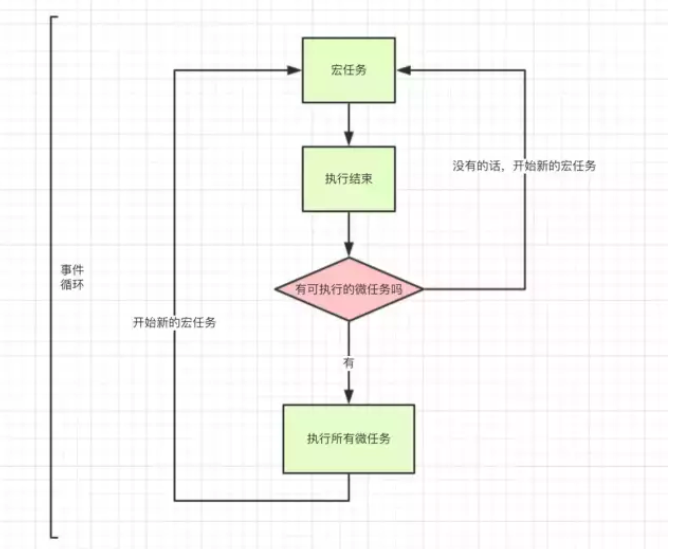 宏任务
执行结束
没有的话，开始新的宏任务
事件
循环
有可执行的微任务吗
开始新的宏任务
有
执行所有微任务